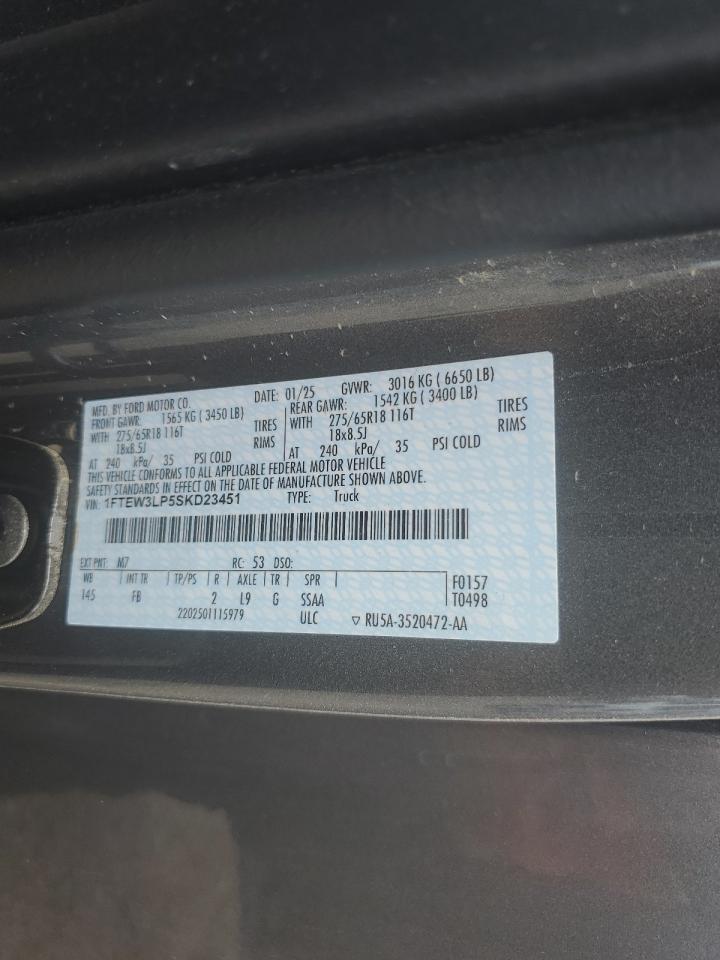 MFD. BY FORD MOTOR CO. DATE: 01/25 GVWR: 3016 KG ( 6650 LB)
FRONT GAWR: 1565 KG ( 3450 LB) REAR GAWR: 1542 KG ( 3400 LB)
WITH 275/65R18 116T TIRES WITH 275/65R18 116T TIRES
18x8.5J RIMS 18x8.5J RIMS
AT 240 kPa/ 35 PSI COLD AT 240 kPa/ 35 PSI COLD
THIS VEHICLE CONFORMS TO ALL APPLICABLE FEDERAL MOTOR VEHICLE
SAFETY STANDARDS IN EFFECT ON THE DATE OF MANUFACTURE SHOWN ABOVE.
VIN: 1FTEW3LP5SKD23451 TYPE: Truck
EXT PNT: M7 RC: 53 DSO:
WB INT TR TP/PS R AXLE TR SPR F0157
145 FB 2 L9 G SSAA T0498
2202501115979 ULC ▽ RU5A-3520472-AA